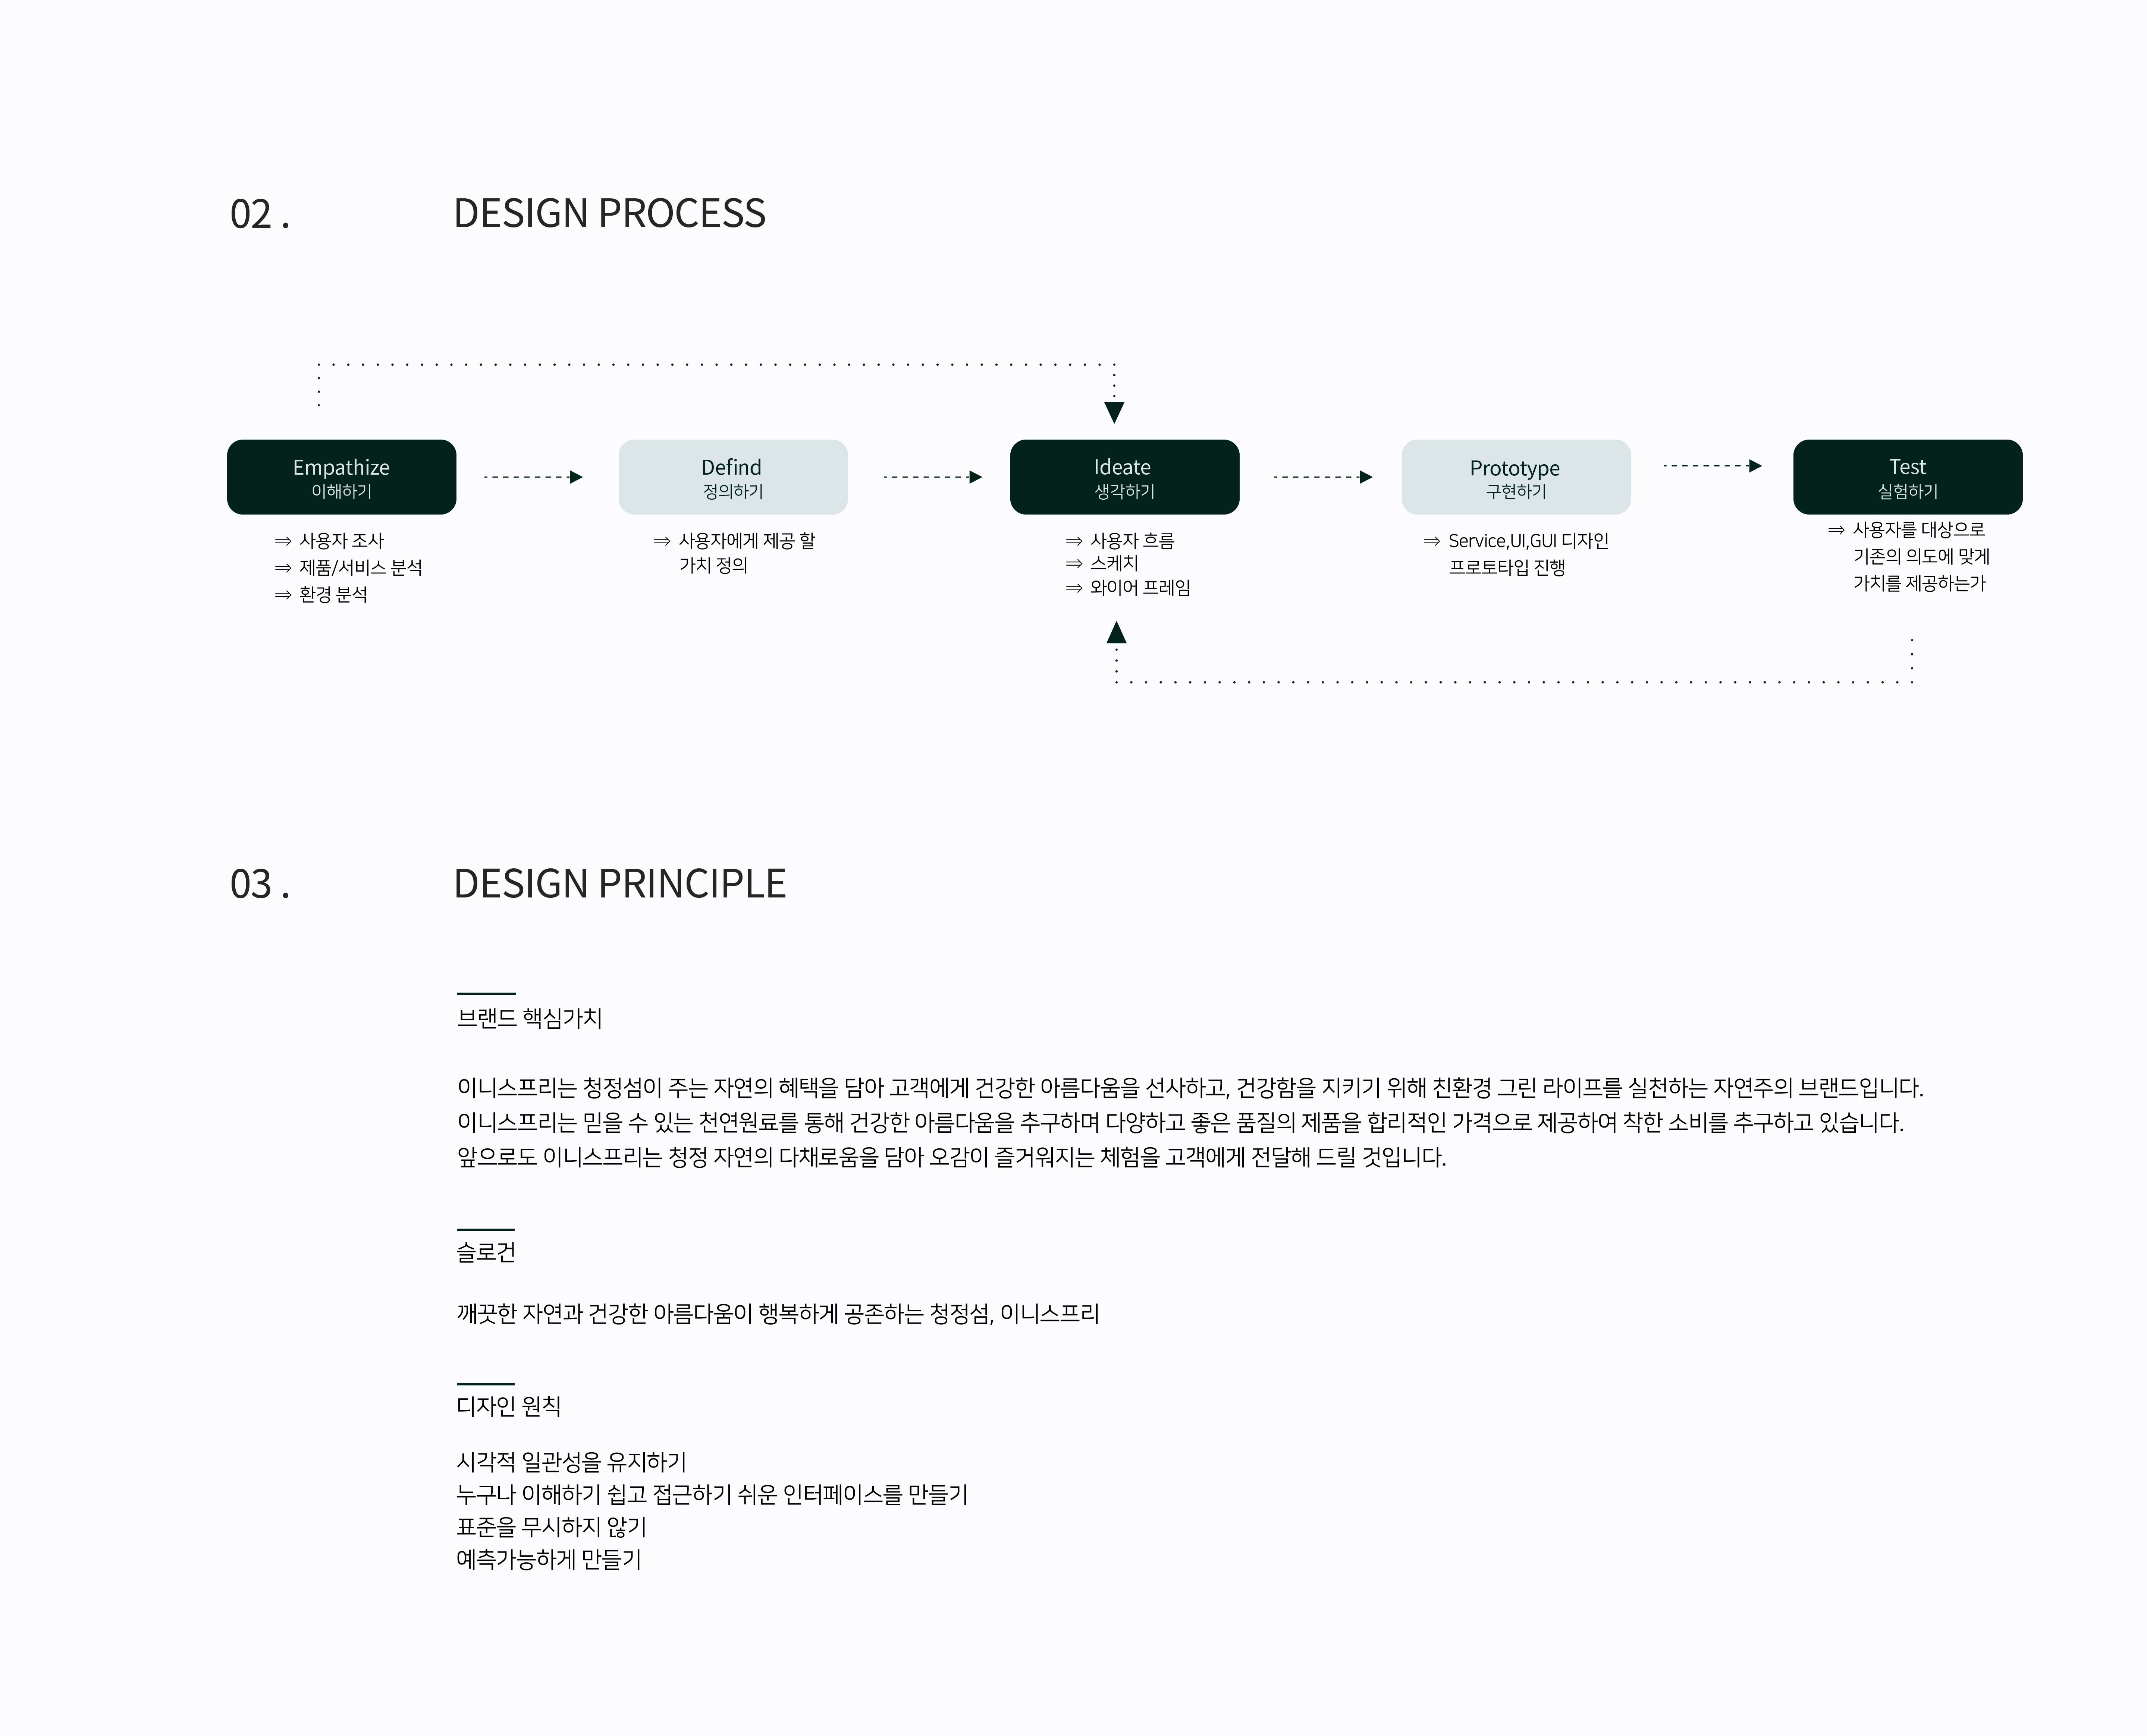 02 .
DESIGN PROCESS
Empathize
이해하기
⇒ 사용자 조사
⇒ 제품/서비스 분석
⇒ 환경 분석
Defind
정의하기
⇒ 사용자에게 제공 할
가치 정의
Ideate
생각하기
⇒ 사용자 흐름
⇒ 스케치
⇒ 와이어 프레임
Prototype
구현하기
⇒ Service,UI,GUI 디자인
프로토타입 진행
Test
실험하기
⇒ 사용자를 대상으로
기존의 의도에 맞게
가치를 제공하는가
03 .
DESIGN PRINCIPLE
브랜드 핵심가치
이니스프리는 청정섬이 주는 자연의 혜택을 담아 고객에게 건강한 아름다움을 선사하고, 건강함을 지키기 위해 친환경 그린 라이프를 실천하는 자연주의 브랜드입니다.
이니스프리는 믿을 수 있는 천연원료를 통해 건강한 아름다움을 추구하며 다양하고 좋은 품질의 제품을 합리적인 가격으로 제공하여 착한 소비를 추구하고 있습니다.
앞으로도 이니스프리는 청정 자연의 다채로움을 담아 오감이 즐거워지는 체험을 고객에게 전달해 드릴 것입니다.
슬로건
깨끗한 자연과 건강한 아름다움이 행복하게 공존하는 청정섬, 이니스프리
디자인 원칙
시각적 일관성을 유지하기
누구나 이해하기 쉽고 접근하기 쉬운 인터페이스를 만들기
표준을 무시하지 않기
예측가능하게 만들기